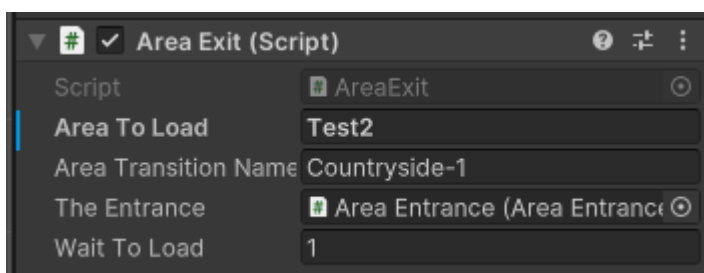 Area Exit (Script)
Script AreaExit
Area To Load Test2
Area Transition Name Countryside-1
The Entrance Area Entrance (Area Entrance
Wait To Load 1